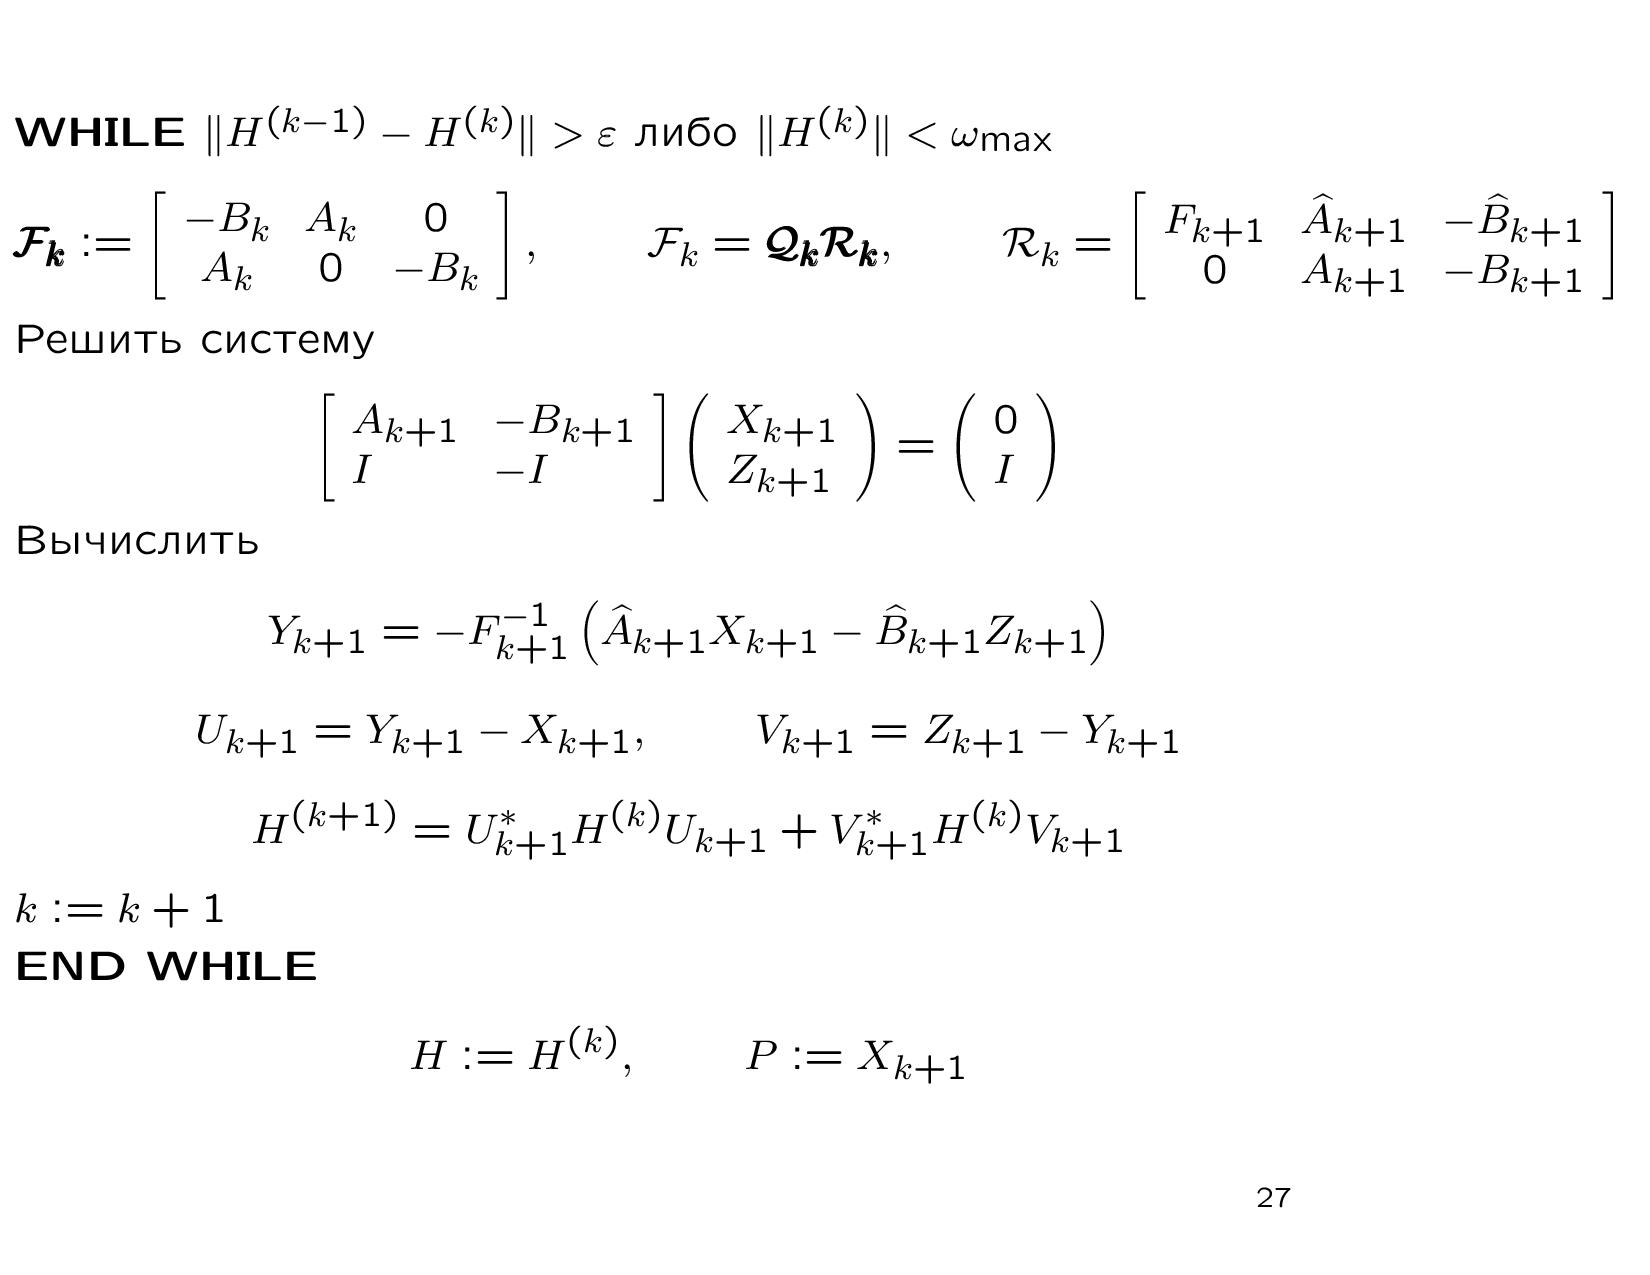 WHILE ‖H^(k−1) − H^(k)‖ > ε либо ‖H^(k)‖ < ω_max
𝓕_k := [ −B_k A_k 0 ; A_k 0 −B_k ], 𝓕_k = 𝓠_k 𝓡_k, 𝓡_k = [ F_{k+1} Â_{k+1} −B̂_{k+1} ; 0 A_{k+1} −B_{k+1} ]
Решить систему
[ A_{k+1} −B_{k+1} ; I −I ] ( X_{k+1} ; Z_{k+1} ) = ( 0 ; I )
Вычислить
Y_{k+1} = −F_{k+1}^{−1} ( Â_{k+1} X_{k+1} − B̂_{k+1} Z_{k+1} )
U_{k+1} = Y_{k+1} − X_{k+1}, V_{k+1} = Z_{k+1} − Y_{k+1}
H^(k+1) = U*_{k+1} H^(k) U_{k+1} + V*_{k+1} H^(k) V_{k+1}
k := k + 1
END WHILE
H := H^(k), P := X_{k+1}
27